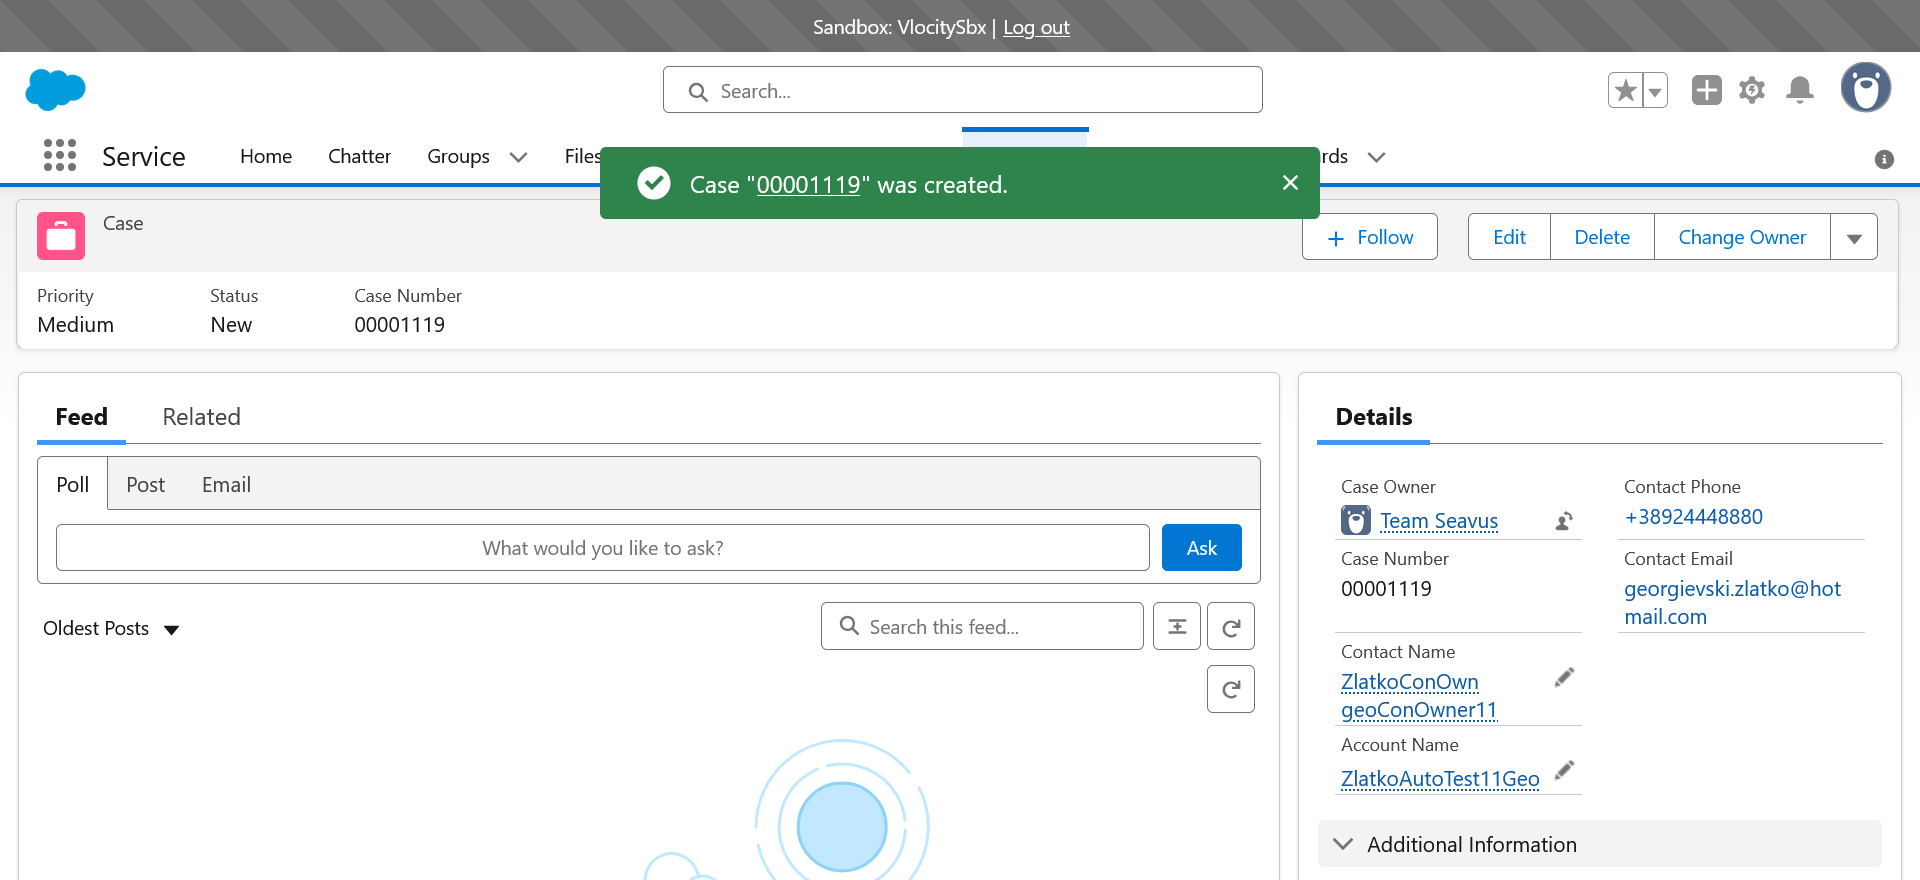 Sandbox: VlocitySbx | Log out
Search...
Service Home Chatter Groups Files
Case "00001119" was created.
Case
Follow Edit Delete Change Owner
Priority Status Case Number
Medium New 00001119
Feed Related
Poll Post Email
What would you like to ask? Ask
Oldest Posts Search this feed...
Details
Case Owner
Team Seavus
Contact Phone
+38924448880
Case Number
00001119
Contact Email
georgievski.zlatko@hot
mail.com
Contact Name
ZlatkoConOwn
geoConOwner11
Account Name
ZlatkoAutoTest11Geo
Additional Information